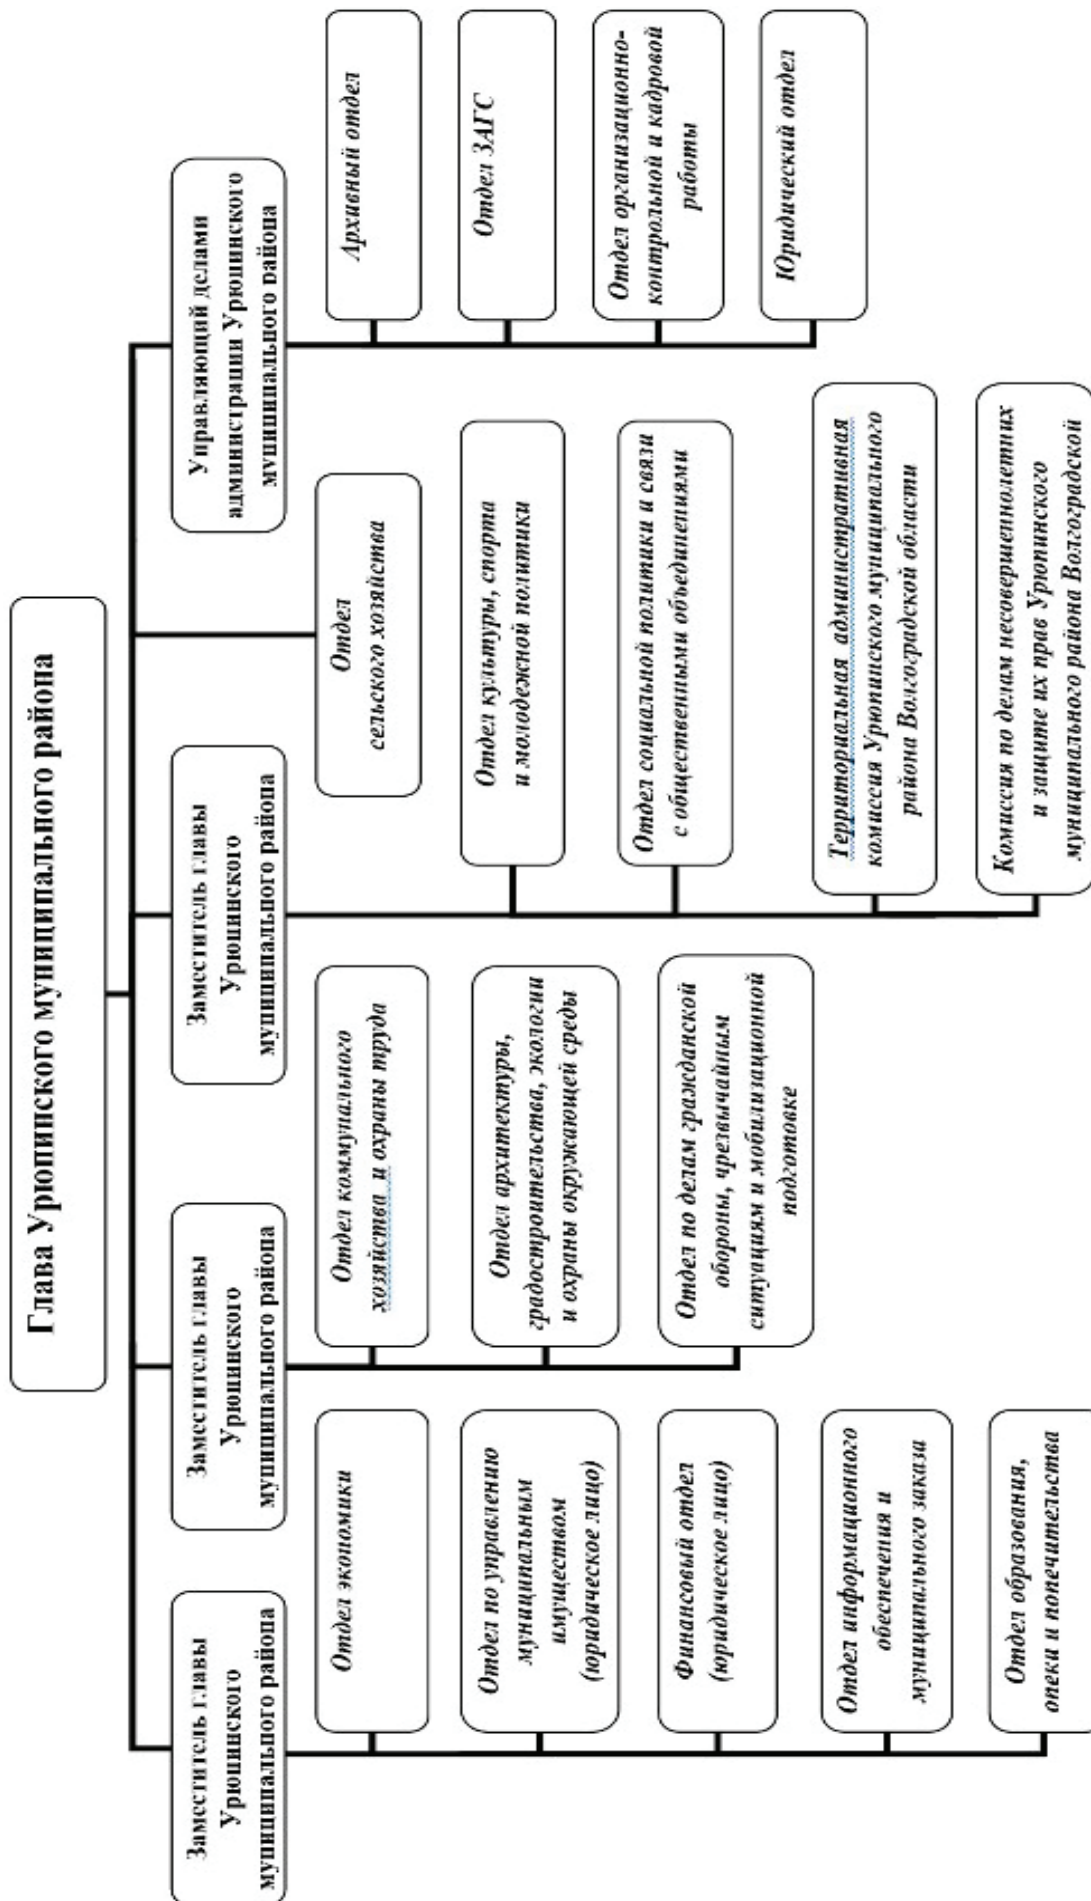 Глава Урюпинского муниципального района
Заместитель главы
Урюпинского
муниципального района
Отдел экономики
Отдел по управлению
муниципальным
имуществом
(юридическое лицо)
Финансовый отдел
(юридическое лицо)
Отдел информационного
обеспечения и
муниципального заказа
Отдел образования,
опеки и попечительства
Заместитель главы
Урюпинского
муниципального района
Отдел коммунального
хозяйства и охраны труда
Отдел архитектуры,
градостроительства, экологии
и охраны окружающей среды
Отдел по делам гражданской
обороны, чрезвычайным
ситуациям и мобилизационной
подготовке
Заместитель главы
Урюпинского
муниципального района
Отдел культуры, спорта
и молодежной политики
Отдел социальной политики и связи
с общественными объединениями
Территориальная административная
комиссия Урюпинского муниципального
района Волгоградской области
Комиссия по делам несовершеннолетних
и защите их прав Урюпинского
муниципального района Волгоградской
Отдел
сельского хозяйства
Управляющий делами
администрации Урюпинского
муниципального района
Архивный отдел
Отдел ЗАГС
Отдел организационно-
контрольной и кадровой
работы
Юридический отдел